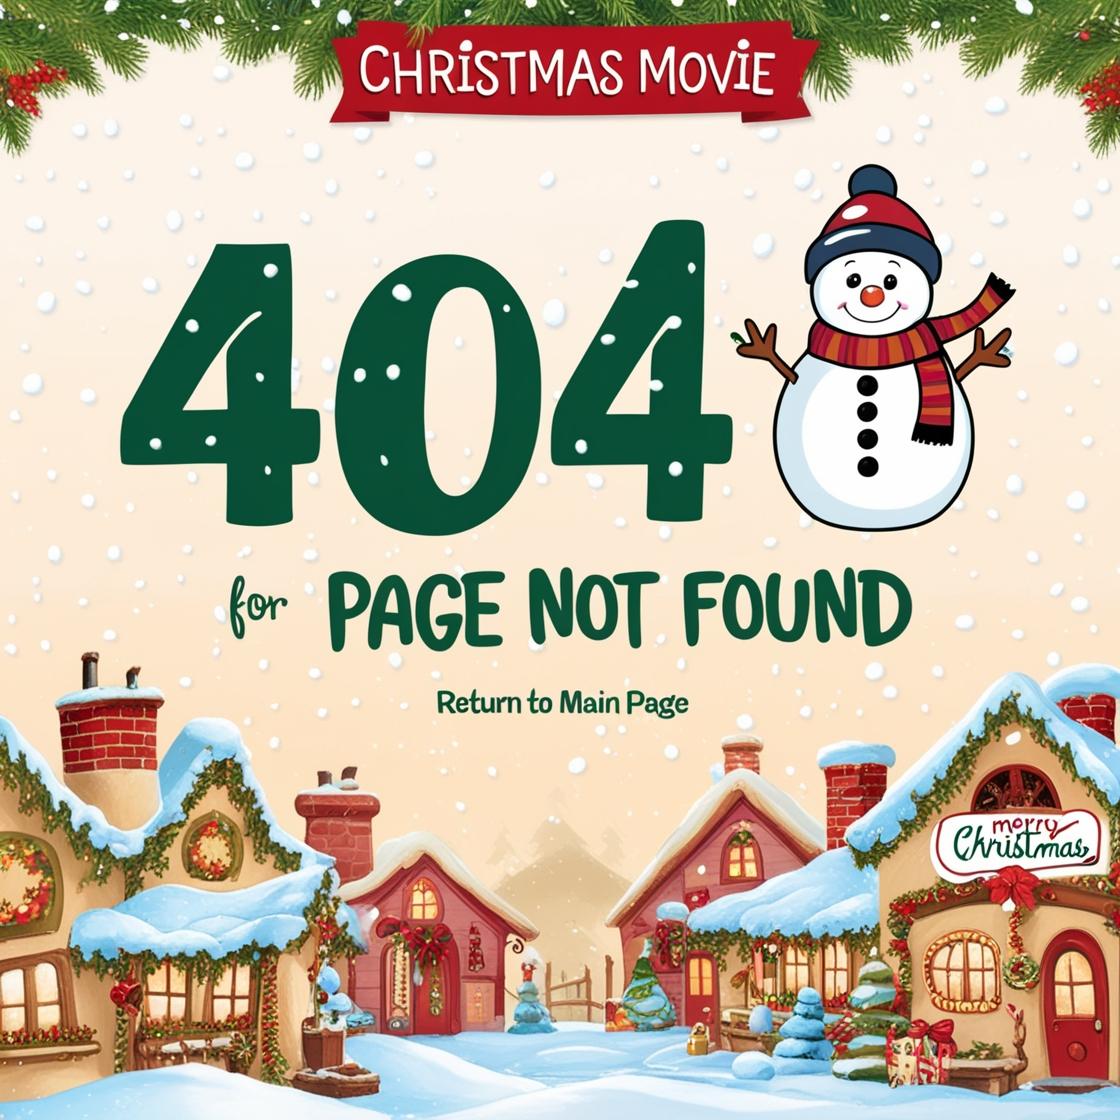 CHRISTMAS MOVIE
404
for PAGE NOT FOUND
Return to Main Page
merry
Christmas